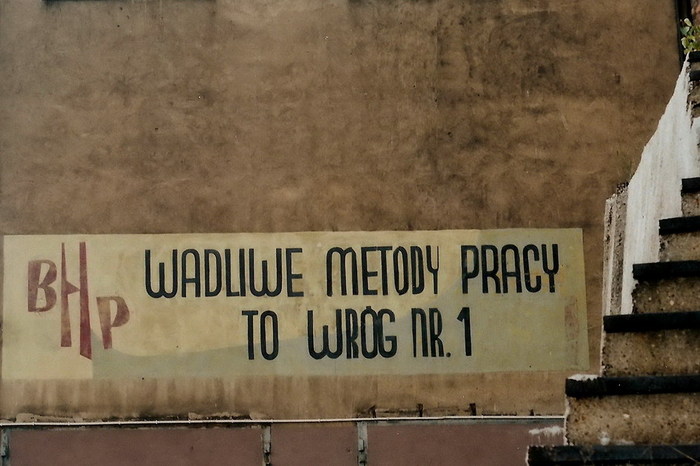 BHP
WADLIWE METODY PRACY
TO WRÓG NR. 1